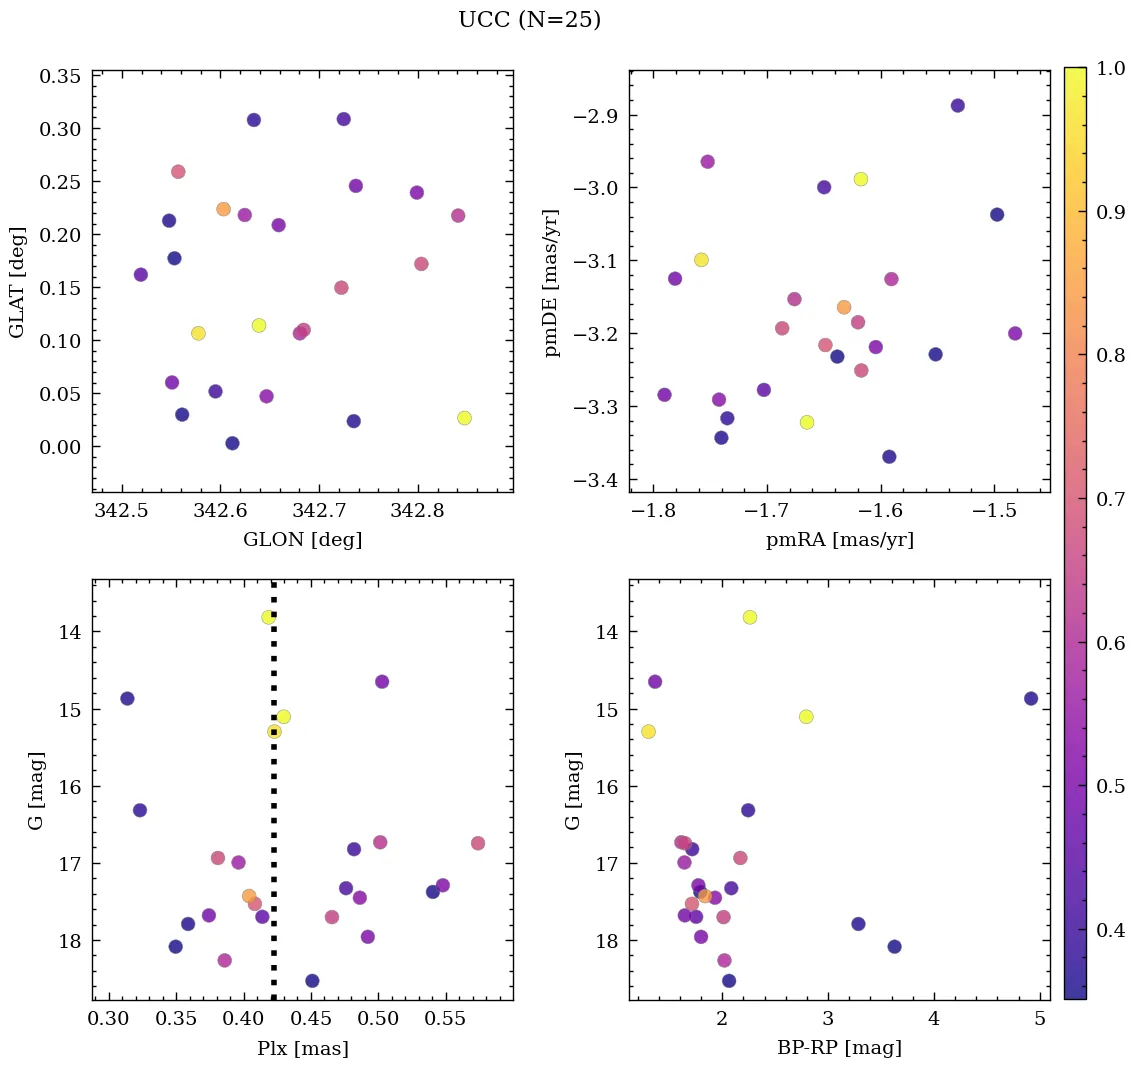 UCC (N=25)
0.35
0.30
0.25
0.20
0.15
0.10
0.05
0.00
GLAT [deg]
342.5 342.6 342.7 342.8
GLON [deg]
−2.9
−3.0
−3.1
−3.2
−3.3
−3.4
pmDE [mas/yr]
−1.8 −1.7 −1.6 −1.5
pmRA [mas/yr]
1.0
0.9
0.8
0.7
0.6
0.5
0.4
14
15
16
17
18
G [mag]
0.30 0.35 0.40 0.45 0.50 0.55
Plx [mas]
14
15
16
17
18
G [mag]
2 3 4 5
BP-RP [mag]